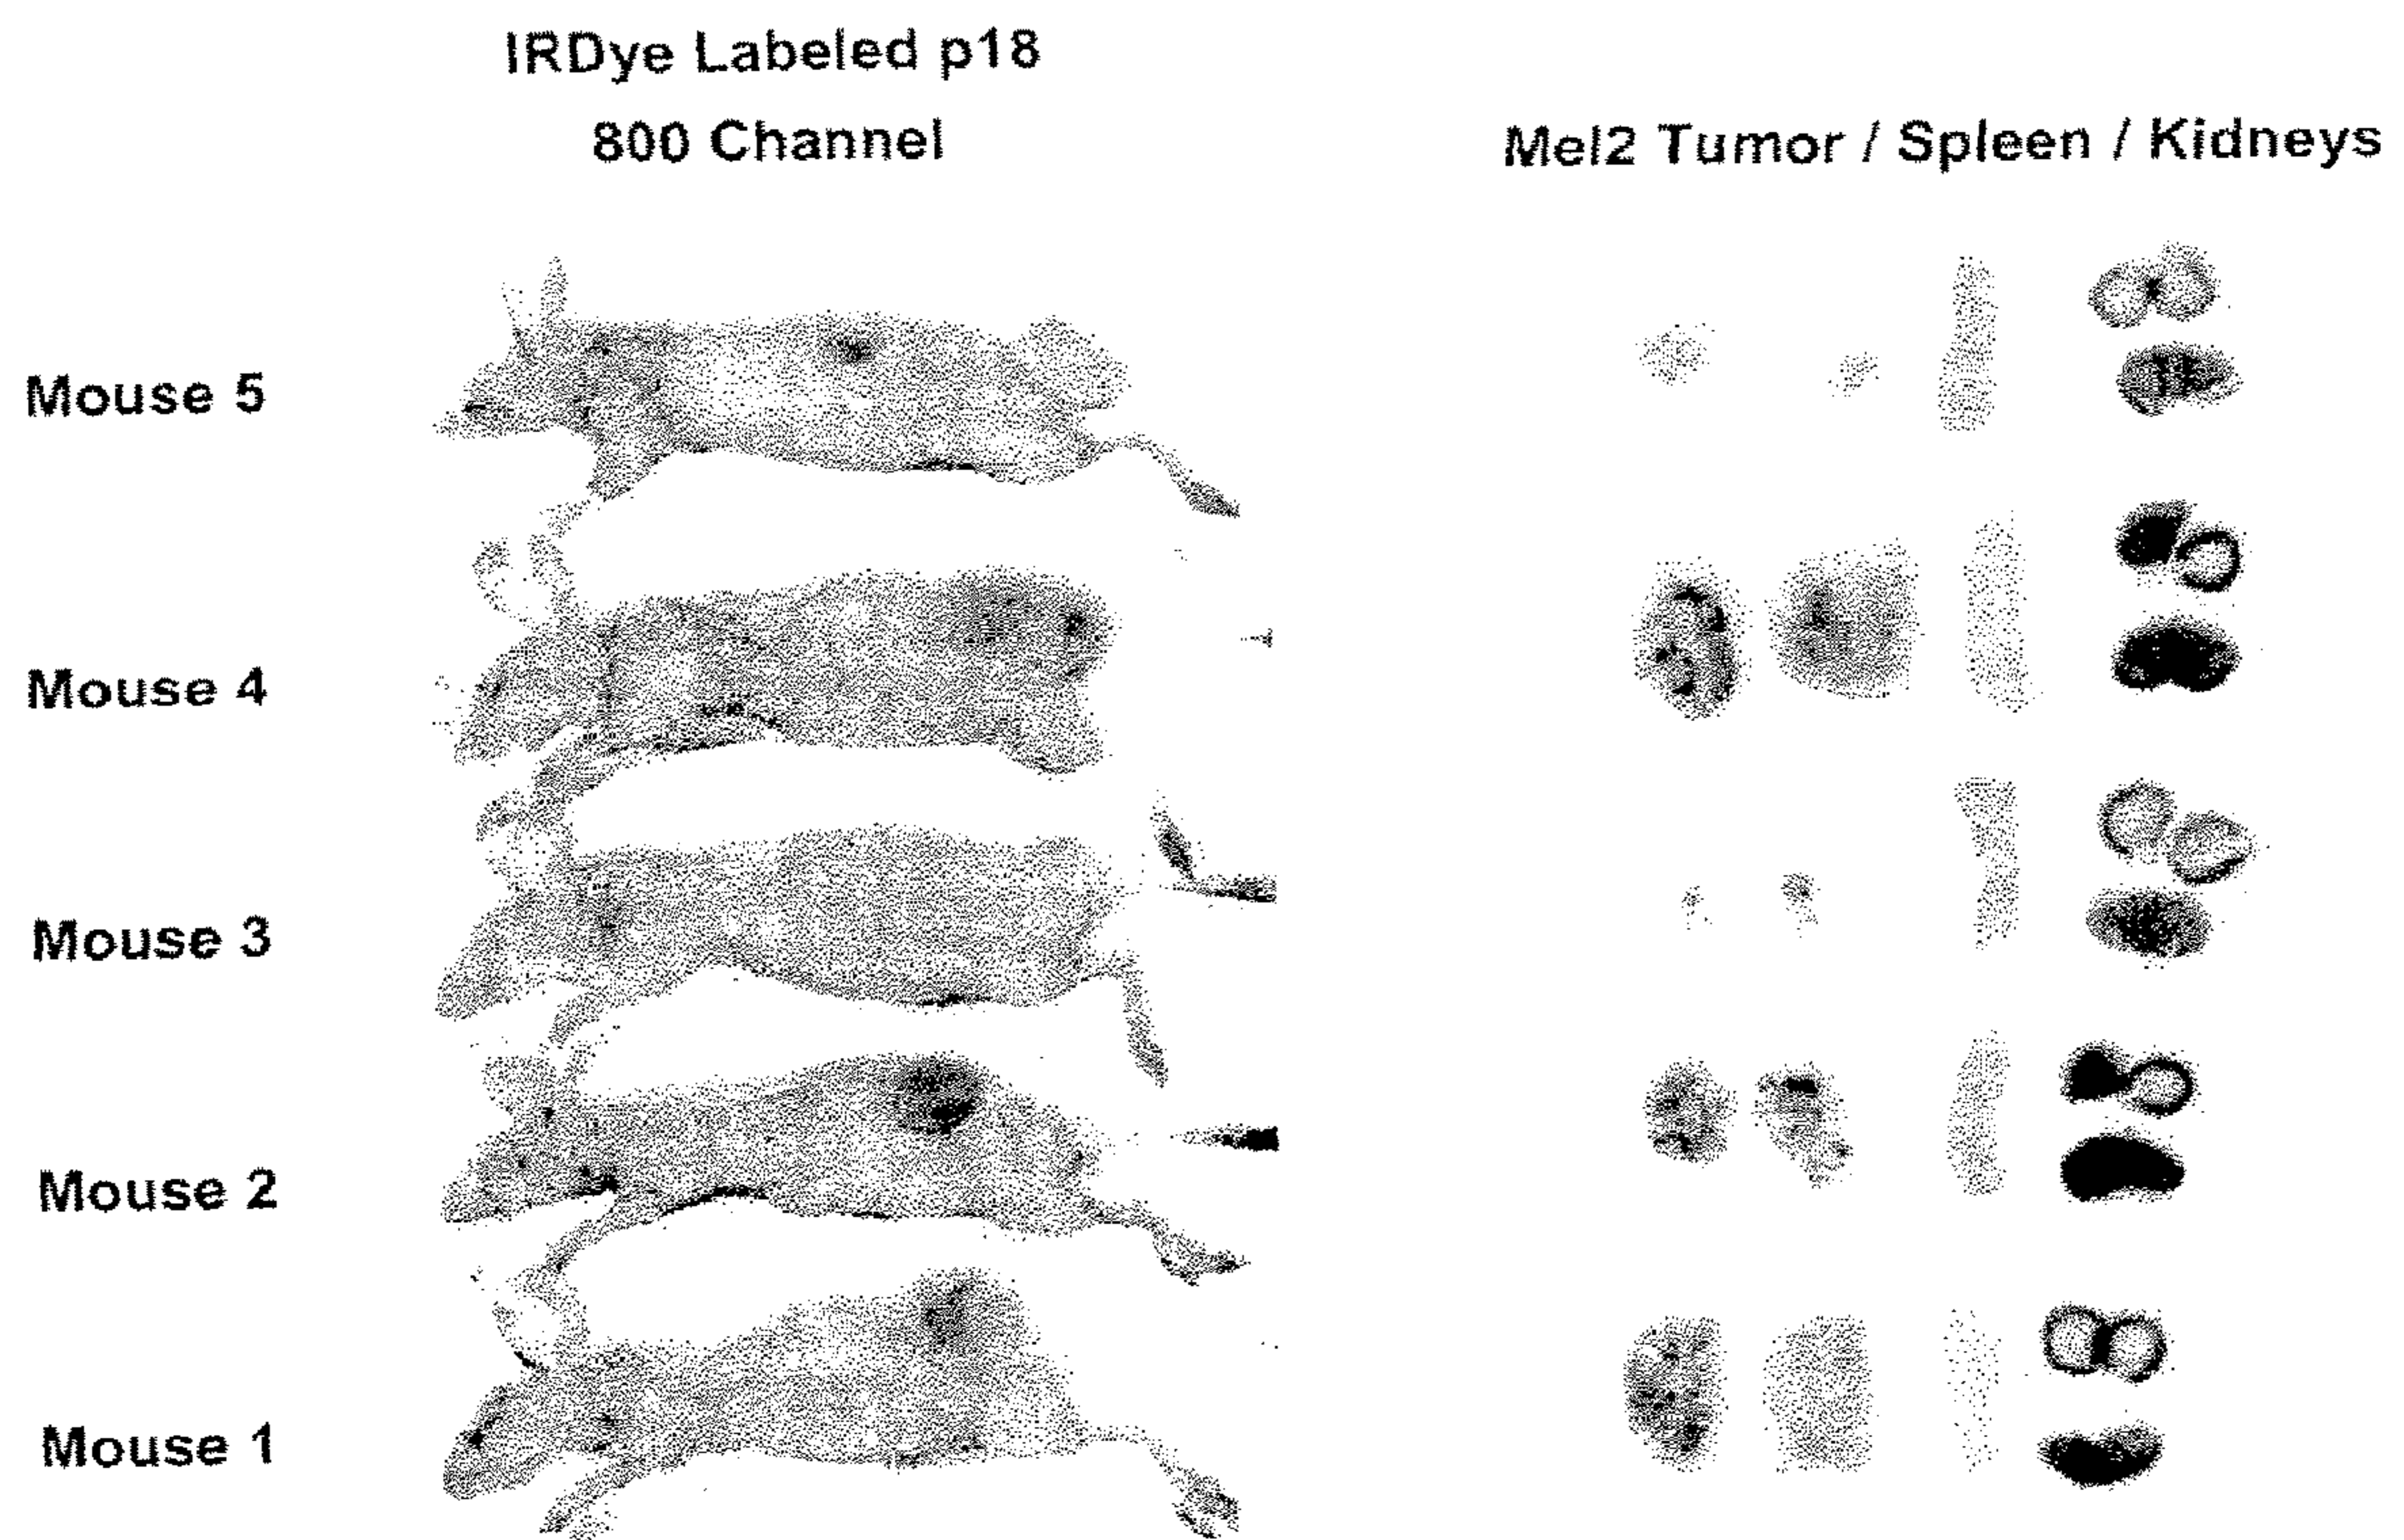 IRDye Labeled p18
800 Channel
Mel2 Tumor / Spleen / Kidneys
Mouse 5
Mouse 4
Mouse 3
Mouse 2
Mouse 1